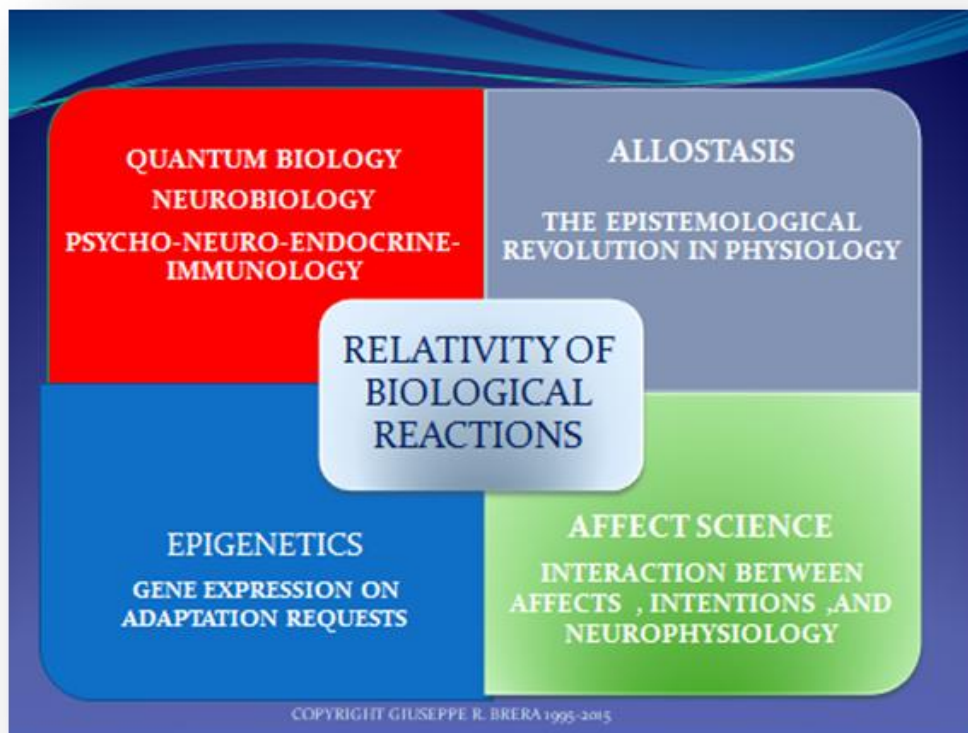 QUANTUM BIOLOGY
NEUROBIOLOGY
PSYCHO-NEURO-ENDOCRINE-
IMMUNOLOGY
ALLOSTASIS
THE EPISTEMOLOGICAL
REVOLUTION IN PHYSIOLOGY
RELATIVITY OF
BIOLOGICAL
REACTIONS
EPIGENETICS
GENE EXPRESSION ON
ADAPTATION REQUESTS
AFFECT SCIENCE
INTERACTION BETWEEN
AFFECTS , INTENTIONS ,AND
NEUROPHYSIOLOGY
COPYRIGHT GIUSEPPE R. BRERA 1995-2015